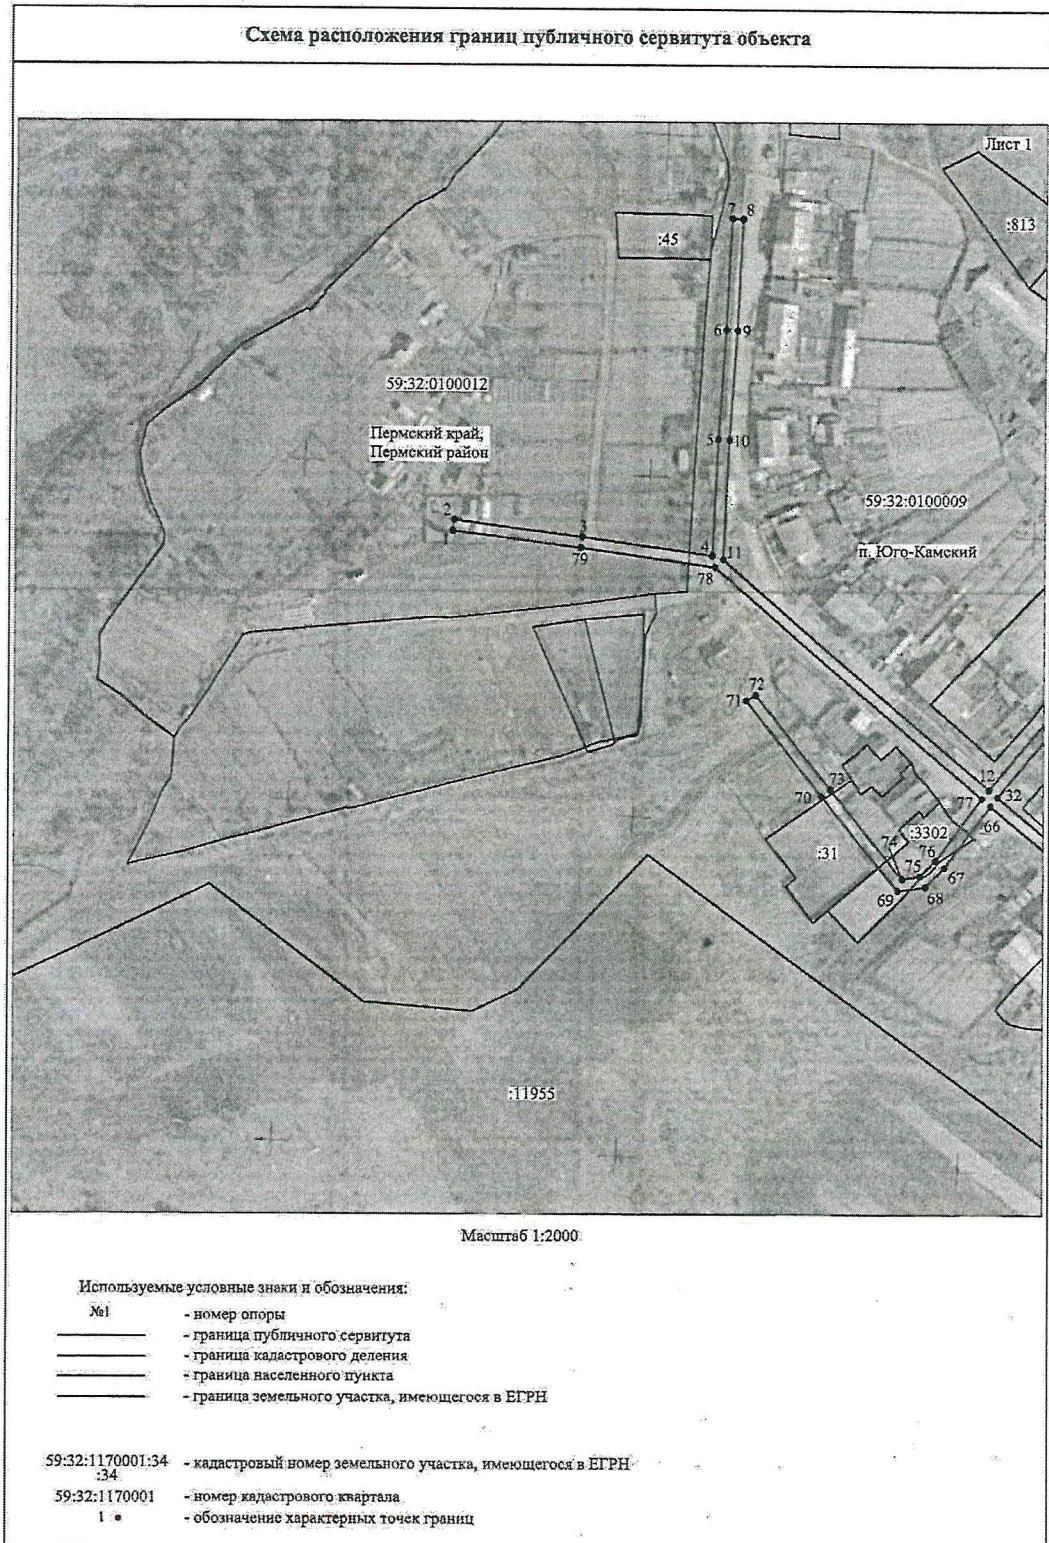 Схема расположения границ публичного сервитута объекта
Лист 1
:813
7 8
:45
6 9
59:32:0100012
Пермский край,
Пермский район
5 10
59:32:0100009
2
1
3
79
4
11
78
п. Юго-Камский
72
71
73
70
12
32
77
66
:3302
74
:31
76
75
67
69
68
:11955
Масштаб 1:2000
Используемые условные знаки и обозначения:
№1 - номер опоры
- граница публичного сервитута
- граница кадастрового деления
- граница населенного пункта
- граница земельного участка, имеющегося в ЕГРН
59:32:1170001:34 - кадастровый номер земельного участка, имеющегося в ЕГРН
:34
59:32:1170001 - номер кадастрового квартала
1 • - обозначение характерных точек границ